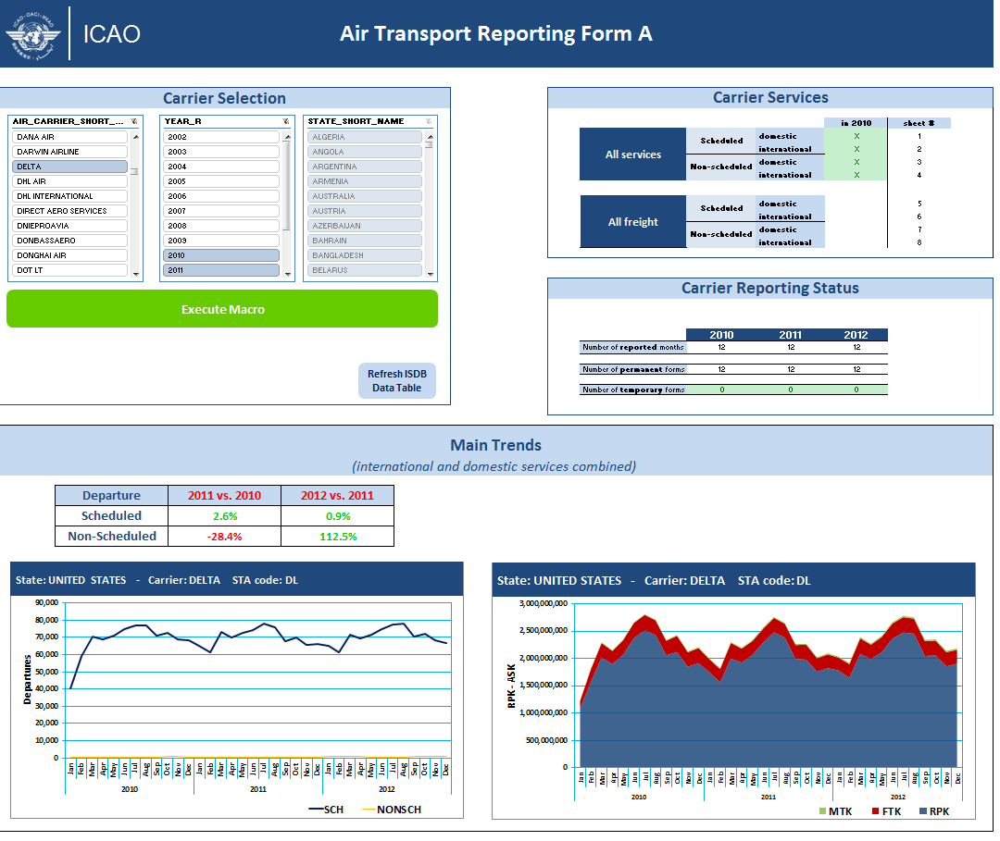 ICAO
Air Transport Reporting Form A
Carrier Selection
AIR_CARRIER_SHORT_...
DANA AIR
DARWIN AIRLINE
DELTA
DHL AIR
DHL INTERNATIONAL
DIRECT AERO SERVICES
DNIEPROAVIA
DONBASSAERO
DONGHAI AIR
DOT LT
YEAR_R
2002
2003
2004
2005
2006
2007
2008
2009
2010
2011
STATE_SHORT_NAME
ALGERIA
ANGOLA
ARGENTINA
ARMENIA
AUSTRALIA
AUSTRIA
AZERBAIJAN
BAHRAIN
BANGLADESH
BELARUS
Execute Macro
Refresh ISDB
Data Table
Carrier Services
in 2010 sheet #
All services
Scheduled
domestic X 1
international X 2
Non-scheduled
domestic X 3
international X 4
All freight
Scheduled
domestic 5
international 6
Non-scheduled
domestic 7
international 8
Carrier Reporting Status
2010 2011 2012
Number of reported months 12 12 12
Number of permanent forms 12 12 12
Number of temporary forms 0 0 0
Main Trends
(international and domestic services combined)
Departure 2011 vs. 2010 2012 vs. 2011
Scheduled 2.6% 0.9%
Non-Scheduled -28.4% 112.5%
State: UNITED STATES - Carier: DELTA STA code: DL
90,000
80,000
70,000
60,000
50,000
40,000
30,000
20,000
10,000
0
Departures
Jan Feb Mar Apr May Jun Jul Aug Sep Oct Nov Dec Jan Feb Mar Apr May Jun Jul Aug Sep Oct Nov Dec Jan Feb Mar Apr May Jun Jul Aug Sep Oct Nov Dec
2010 2011 2012
SCH NONSCH
State: UNITED STATES - Carier: DELTA STA code: DL
3,000,000,000
2,500,000,000
2,000,000,000
1,500,000,000
1,000,000,000
500,000,000
0
RPK - ASK
Jan Feb Mar Apr May Jun Jul Aug Sep Oct Nov Dec Jan Feb Mar Apr May Jun Jul Aug Sep Oct Nov Dec Jan Feb Mar Apr May Jun Jul Aug Sep Oct Nov Dec
2010 2011 2012
MTK FTK RPK